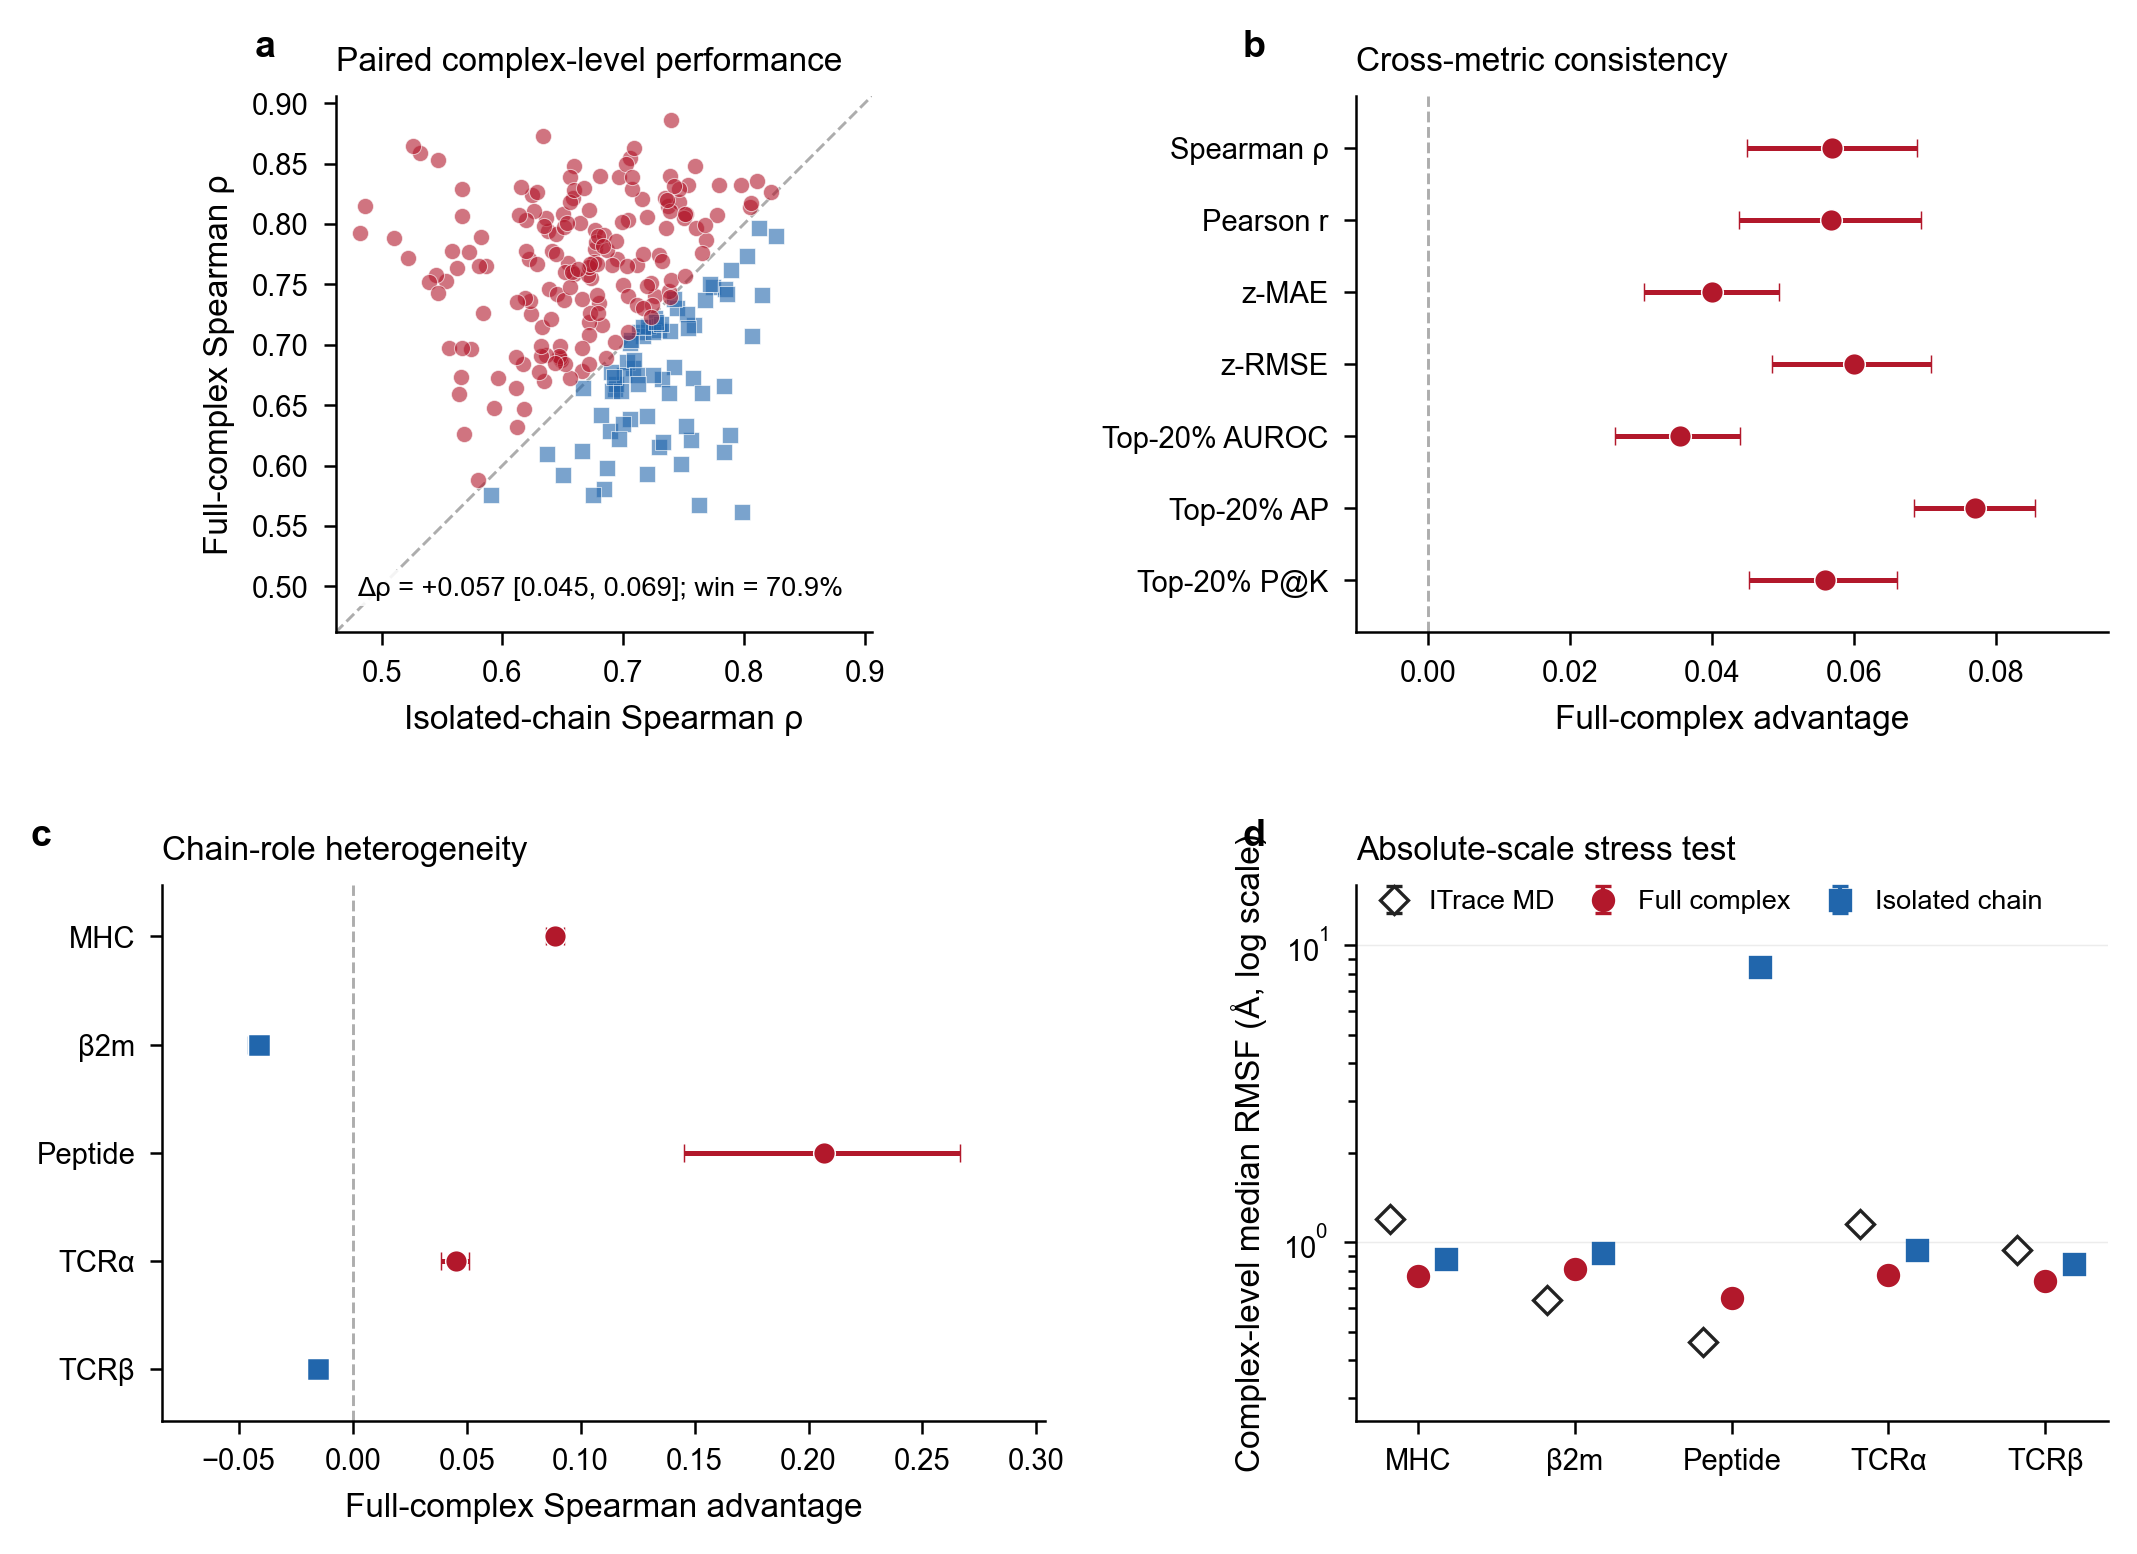 a
Paired complex-level performance
Full-complex Spearman ρ
0.90
0.85
0.80
0.75
0.70
0.65
0.60
0.55
0.50
Δρ = +0.057 [0.045, 0.069]; win = 70.9%
0.5 0.6 0.7 0.8 0.9
Isolated-chain Spearman ρ
b
Cross-metric consistency
Spearman ρ
Pearson r
z-MAE
z-RMSE
Top-20% AUROC
Top-20% AP
Top-20% P@K
0.00 0.02 0.04 0.06 0.08
Full-complex advantage
c
Chain-role heterogeneity
MHC
β2m
Peptide
TCRα
TCRβ
−0.05 0.00 0.05 0.10 0.15 0.20 0.25 0.30
Full-complex Spearman advantage
d
Absolute-scale stress test
Complex-level median RMSF (Å, log scale)
ITrace MD Full complex Isolated chain
10¹
10⁰
MHC β2m Peptide TCRα TCRβ